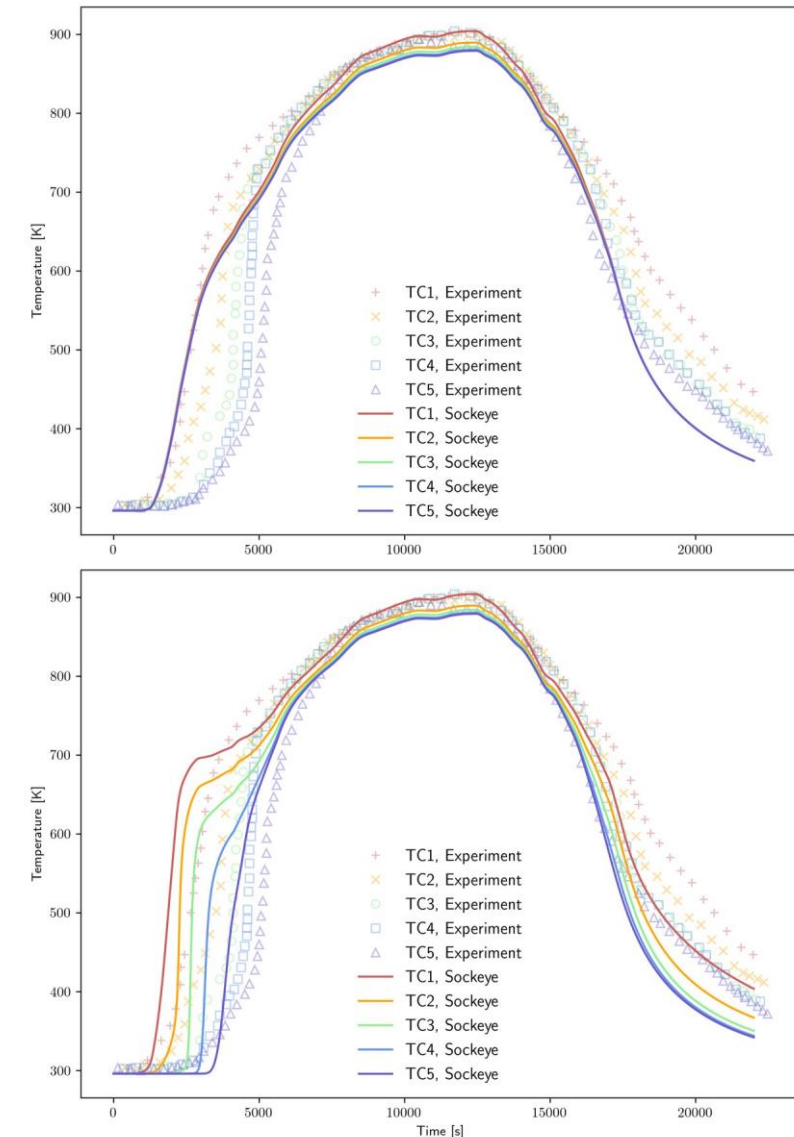 900
800
700
600
500
400
300
Temperature [K]
TC1, Experiment
TC2, Experiment
TC3, Experiment
TC4, Experiment
TC5, Experiment
TC1, Sockeye
TC2, Sockeye
TC3, Sockeye
TC4, Sockeye
TC5, Sockeye
0 5000 10000 15000 20000
900
800
700
600
500
400
300
Temperature [K]
TC1, Experiment
TC2, Experiment
TC3, Experiment
TC4, Experiment
TC5, Experiment
TC1, Sockeye
TC2, Sockeye
TC3, Sockeye
TC4, Sockeye
TC5, Sockeye
0 5000 10000 15000 20000
Time [s]